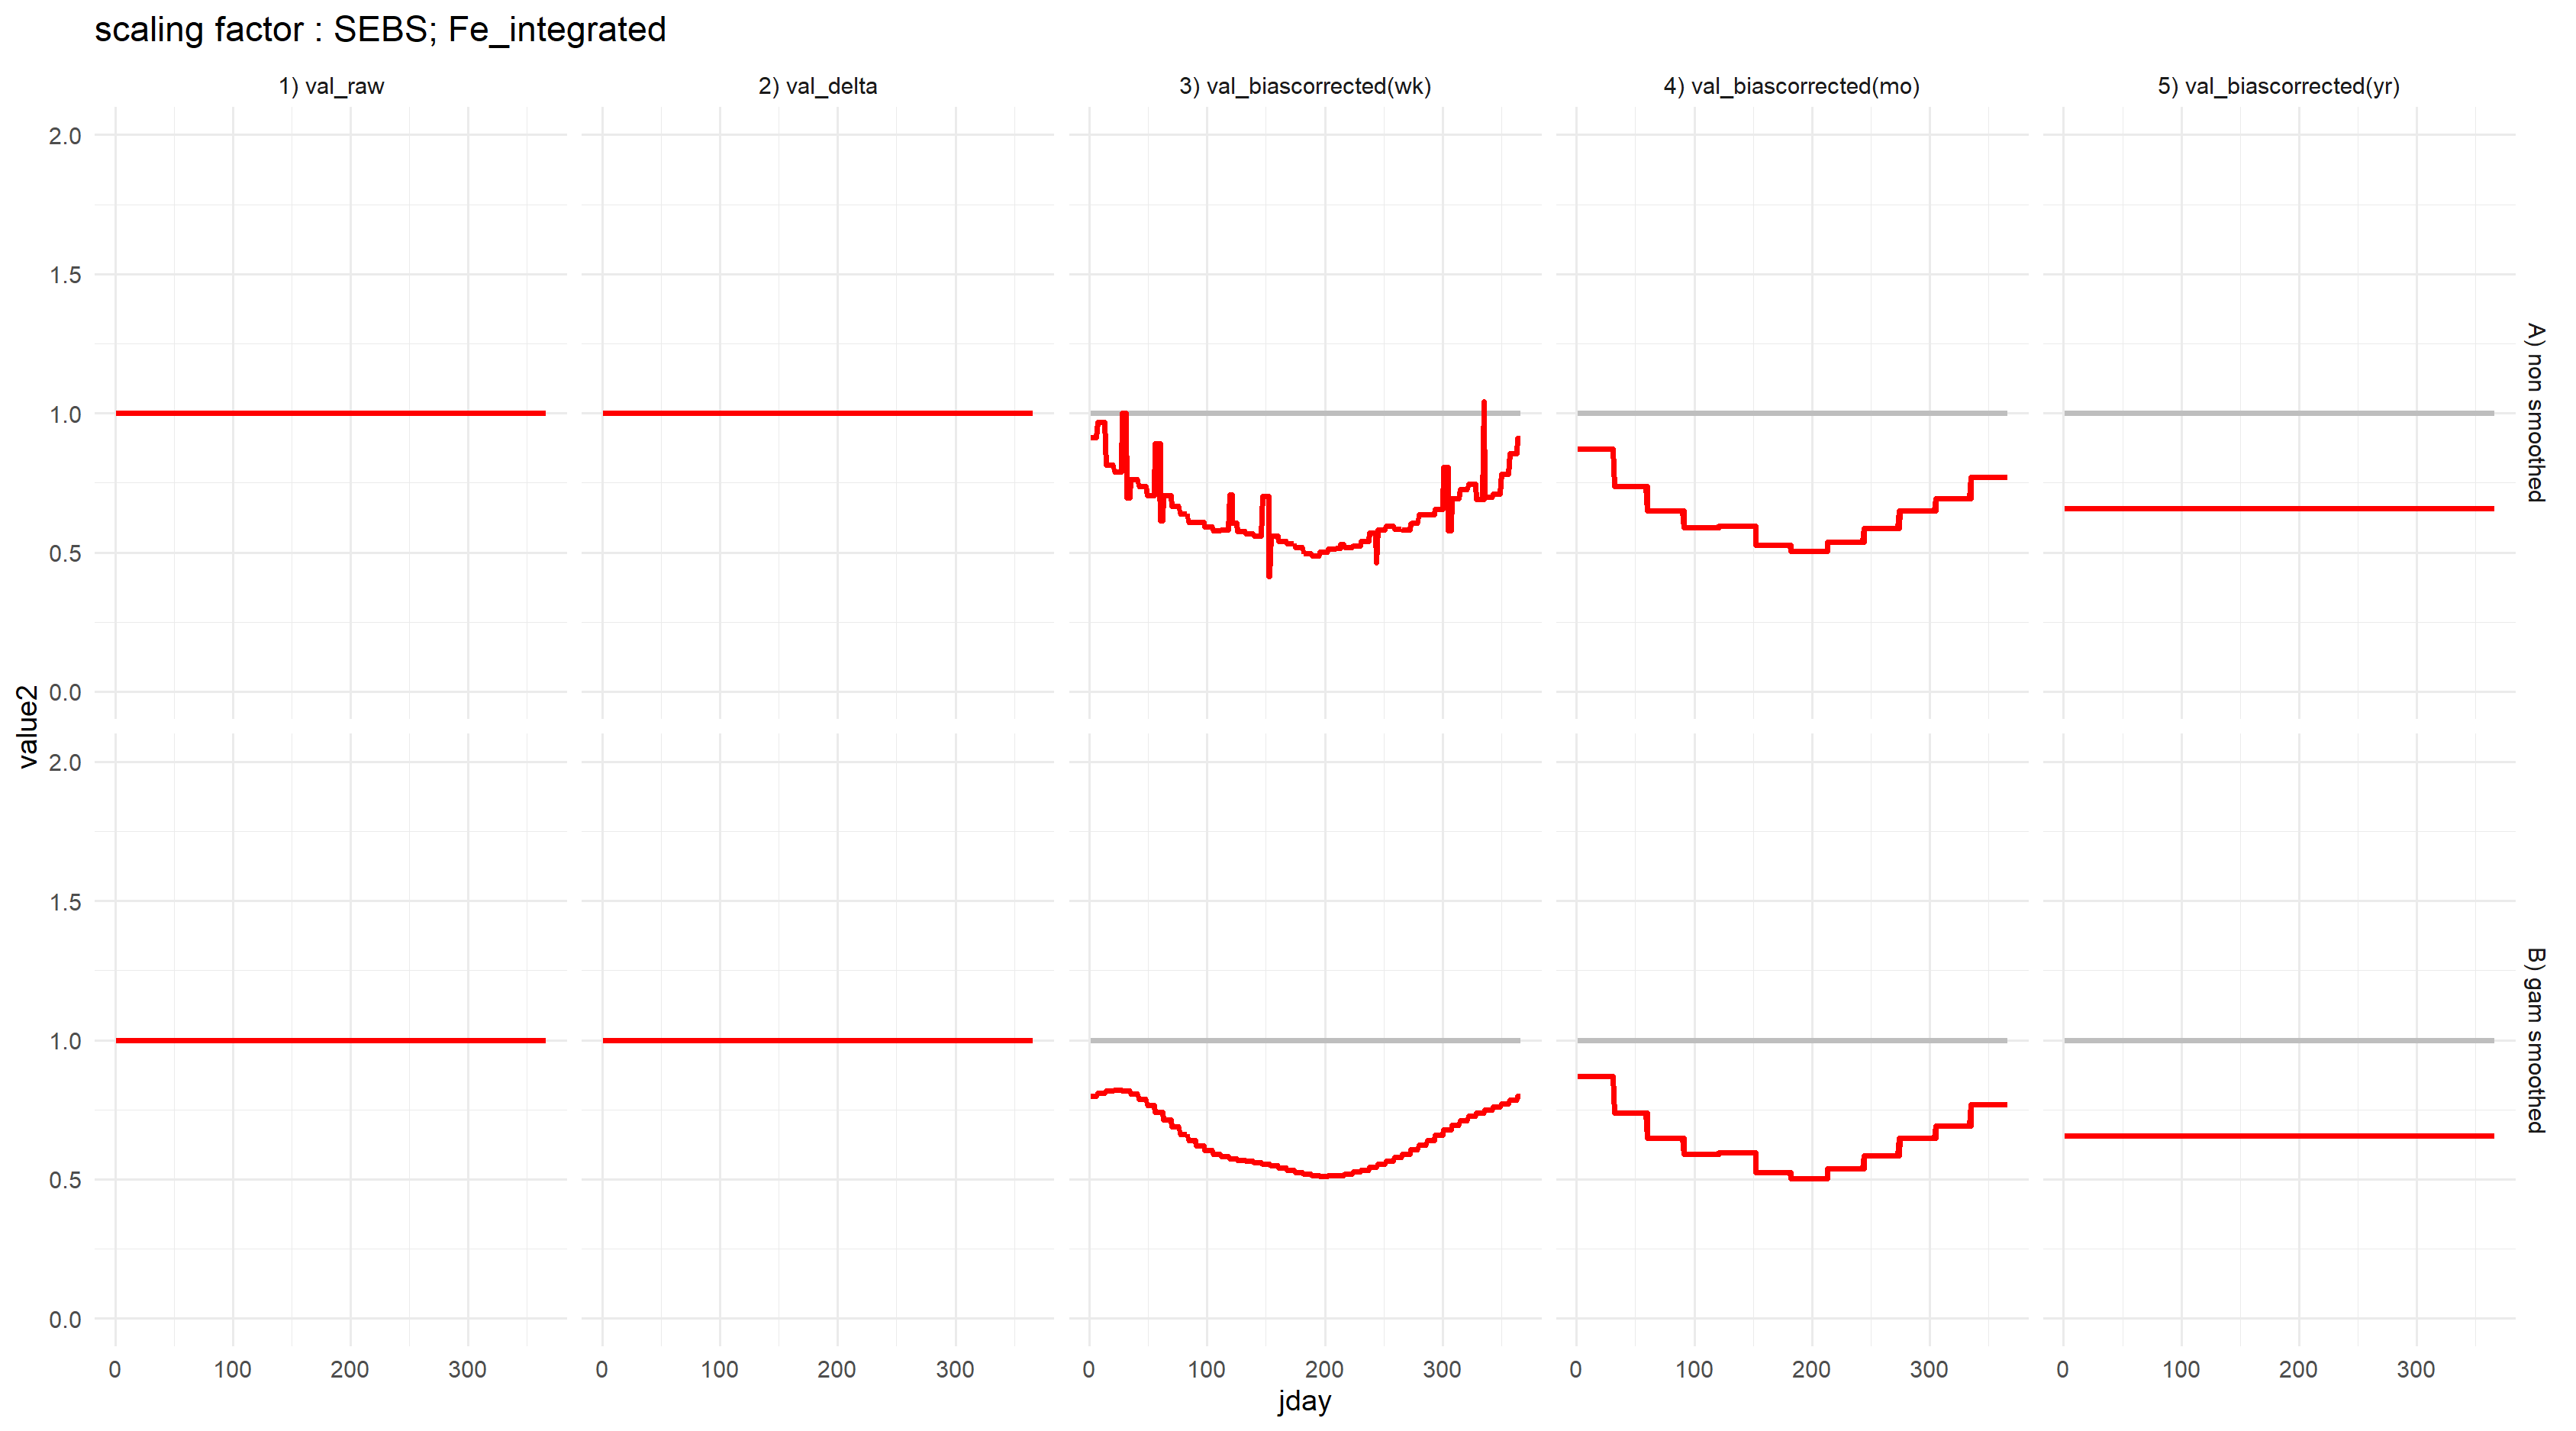 scaling factor : SEBS; Fe_integrated
1) val_raw
2) val_delta
3) val_biascorrected(wk)
4) val_biascorrected(mo)
5) val_biascorrected(yr)
2.0
1.5
1.0
0.5
0.0
A) non smoothed
value2
2.0
1.5
1.0
0.5
0.0
B) gam smoothed
0 100 200 300
0 100 200 300
0 100 200 300
0 100 200 300
0 100 200 300
jday